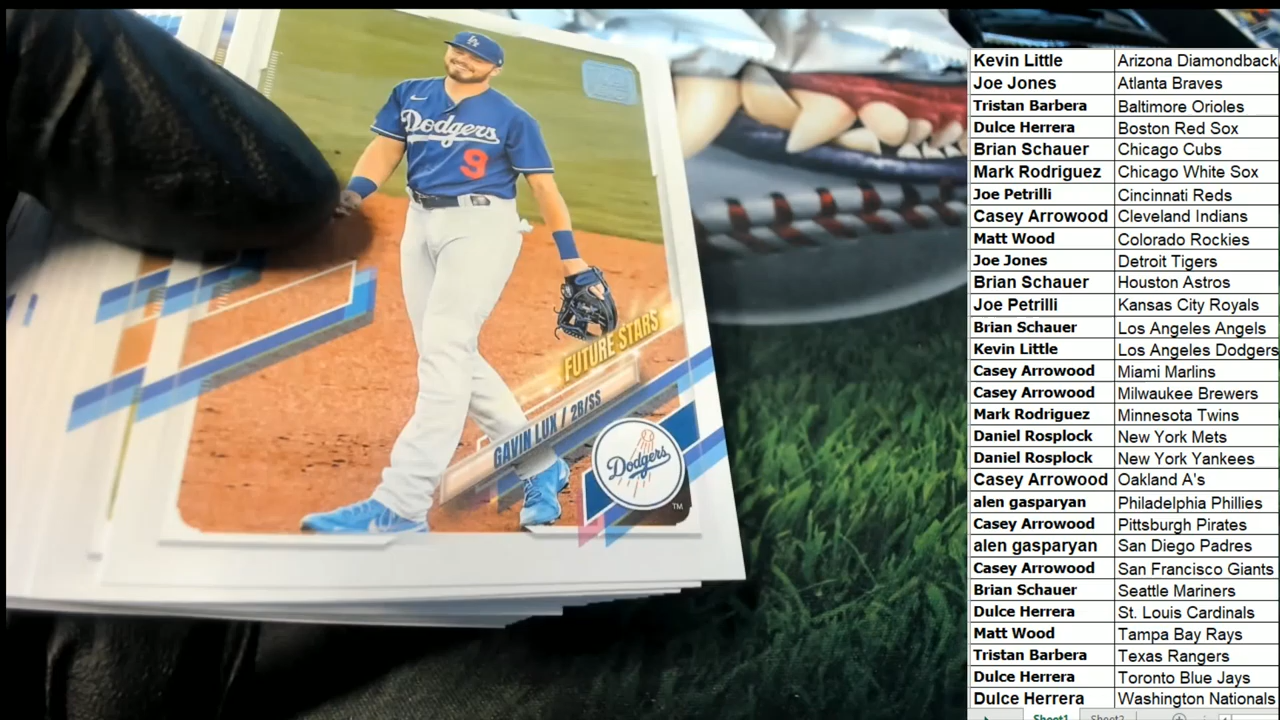 LA
Dodgers
9
FUTURE STARS
GAVIN LUX / 2B/SS
Dodgers
TM
Kevin Little Arizona Diamondback
Joe Jones Atlanta Braves
Tristan Barbera Baltimore Orioles
Dulce Herrera Boston Red Sox
Brian Schauer Chicago Cubs
Mark Rodriguez Chicago White Sox
Joe Petrilli Cincinnati Reds
Casey Arrowood Cleveland Indians
Matt Wood Colorado Rockies
Joe Jones Detroit Tigers
Brian Schauer Houston Astros
Joe Petrilli Kansas City Royals
Brian Schauer Los Angeles Angels
Kevin Little Los Angeles Dodgers
Casey Arrowood Miami Marlins
Casey Arrowood Milwaukee Brewers
Mark Rodriguez Minnesota Twins
Daniel Rosplock New York Mets
Daniel Rosplock New York Yankees
Casey Arrowood Oakland A's
alen gasparyan Philadelphia Phillies
Casey Arrowood Pittsburgh Pirates
alen gasparyan San Diego Padres
Casey Arrowood San Francisco Giants
Brian Schauer Seattle Mariners
Dulce Herrera St. Louis Cardinals
Matt Wood Tampa Bay Rays
Tristan Barbera Texas Rangers
Dulce Herrera Toronto Blue Jays
Dulce Herrera Washington Nationals
Sheet1 Sheet2